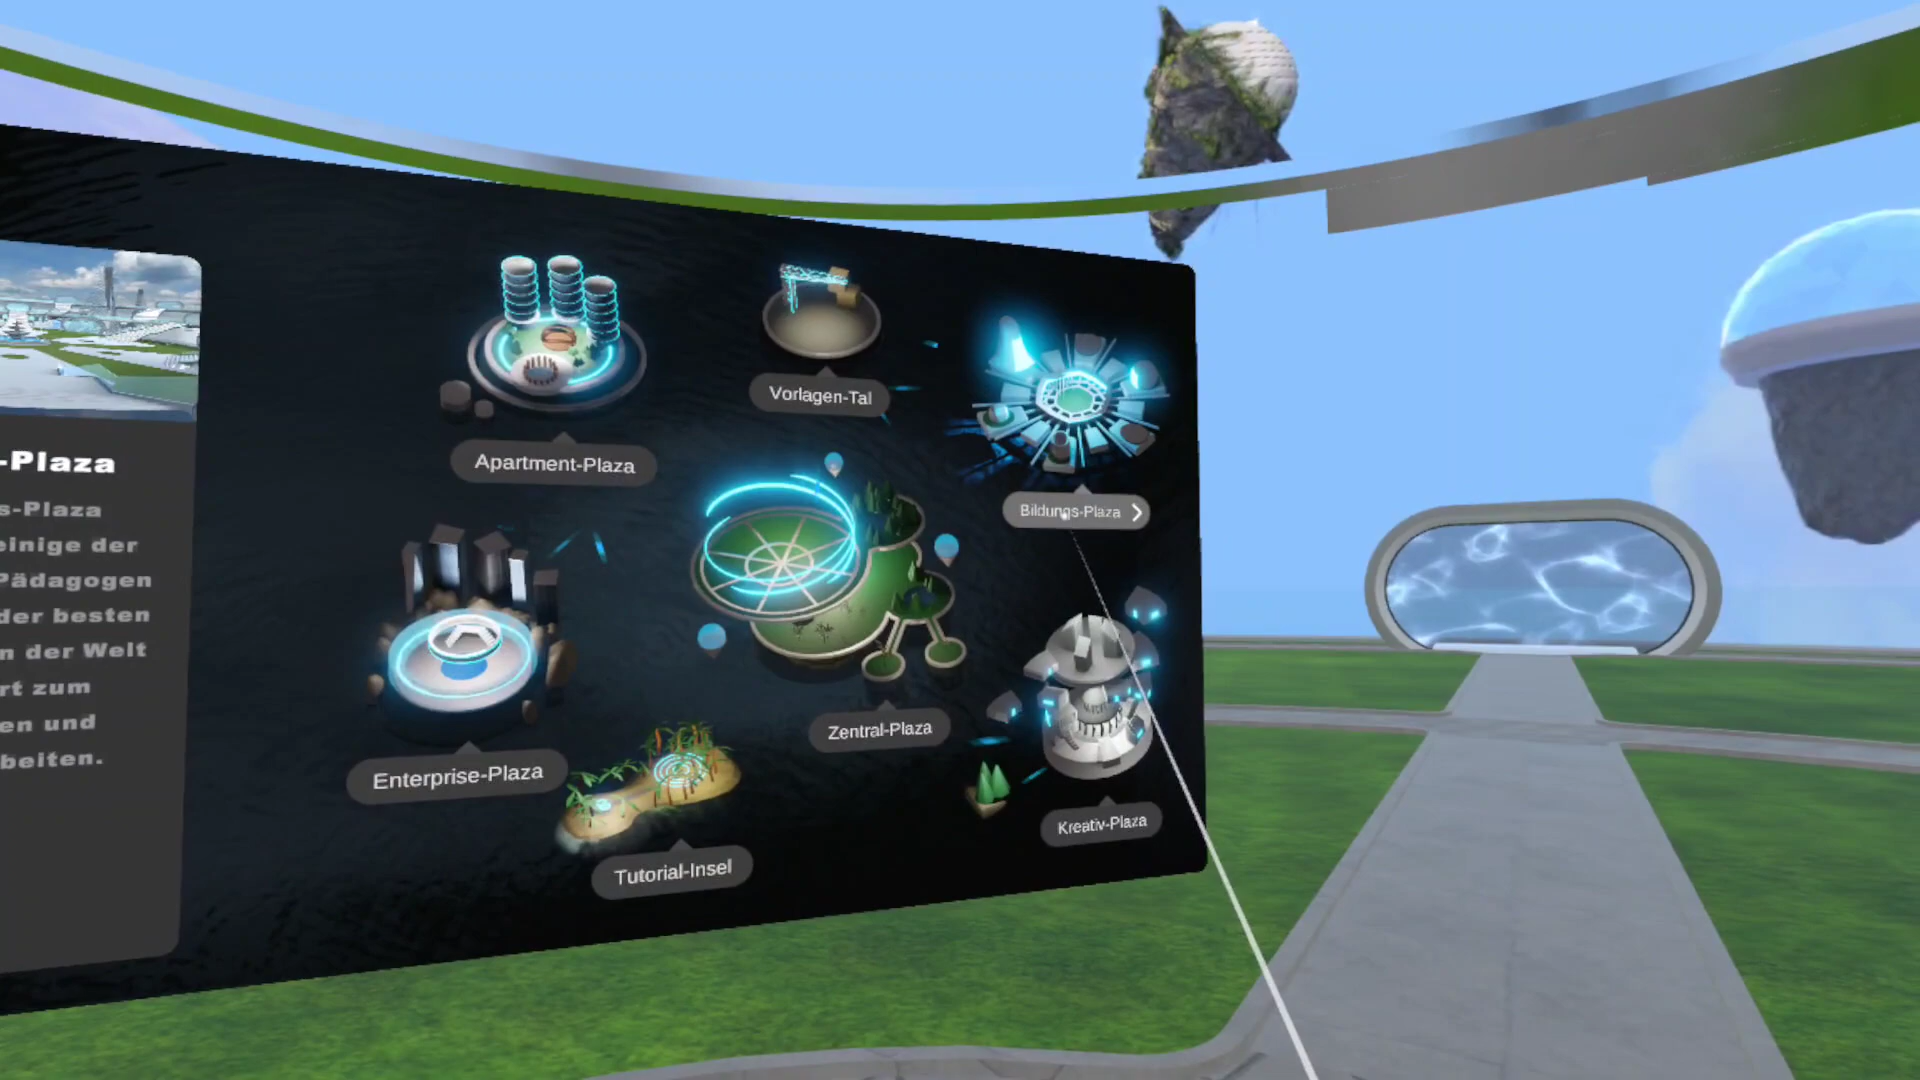 -Plaza
s-Plaza
einige der
Pädagogen
der besten
n der Welt
rt zum
en und
beiten.
Apartment-Plaza
Vorlagen-Tal
Bildungs-Plaza
Enterprise-Plaza
Zentral-Plaza
Tutorial-Insel
Kreativ-Plaza